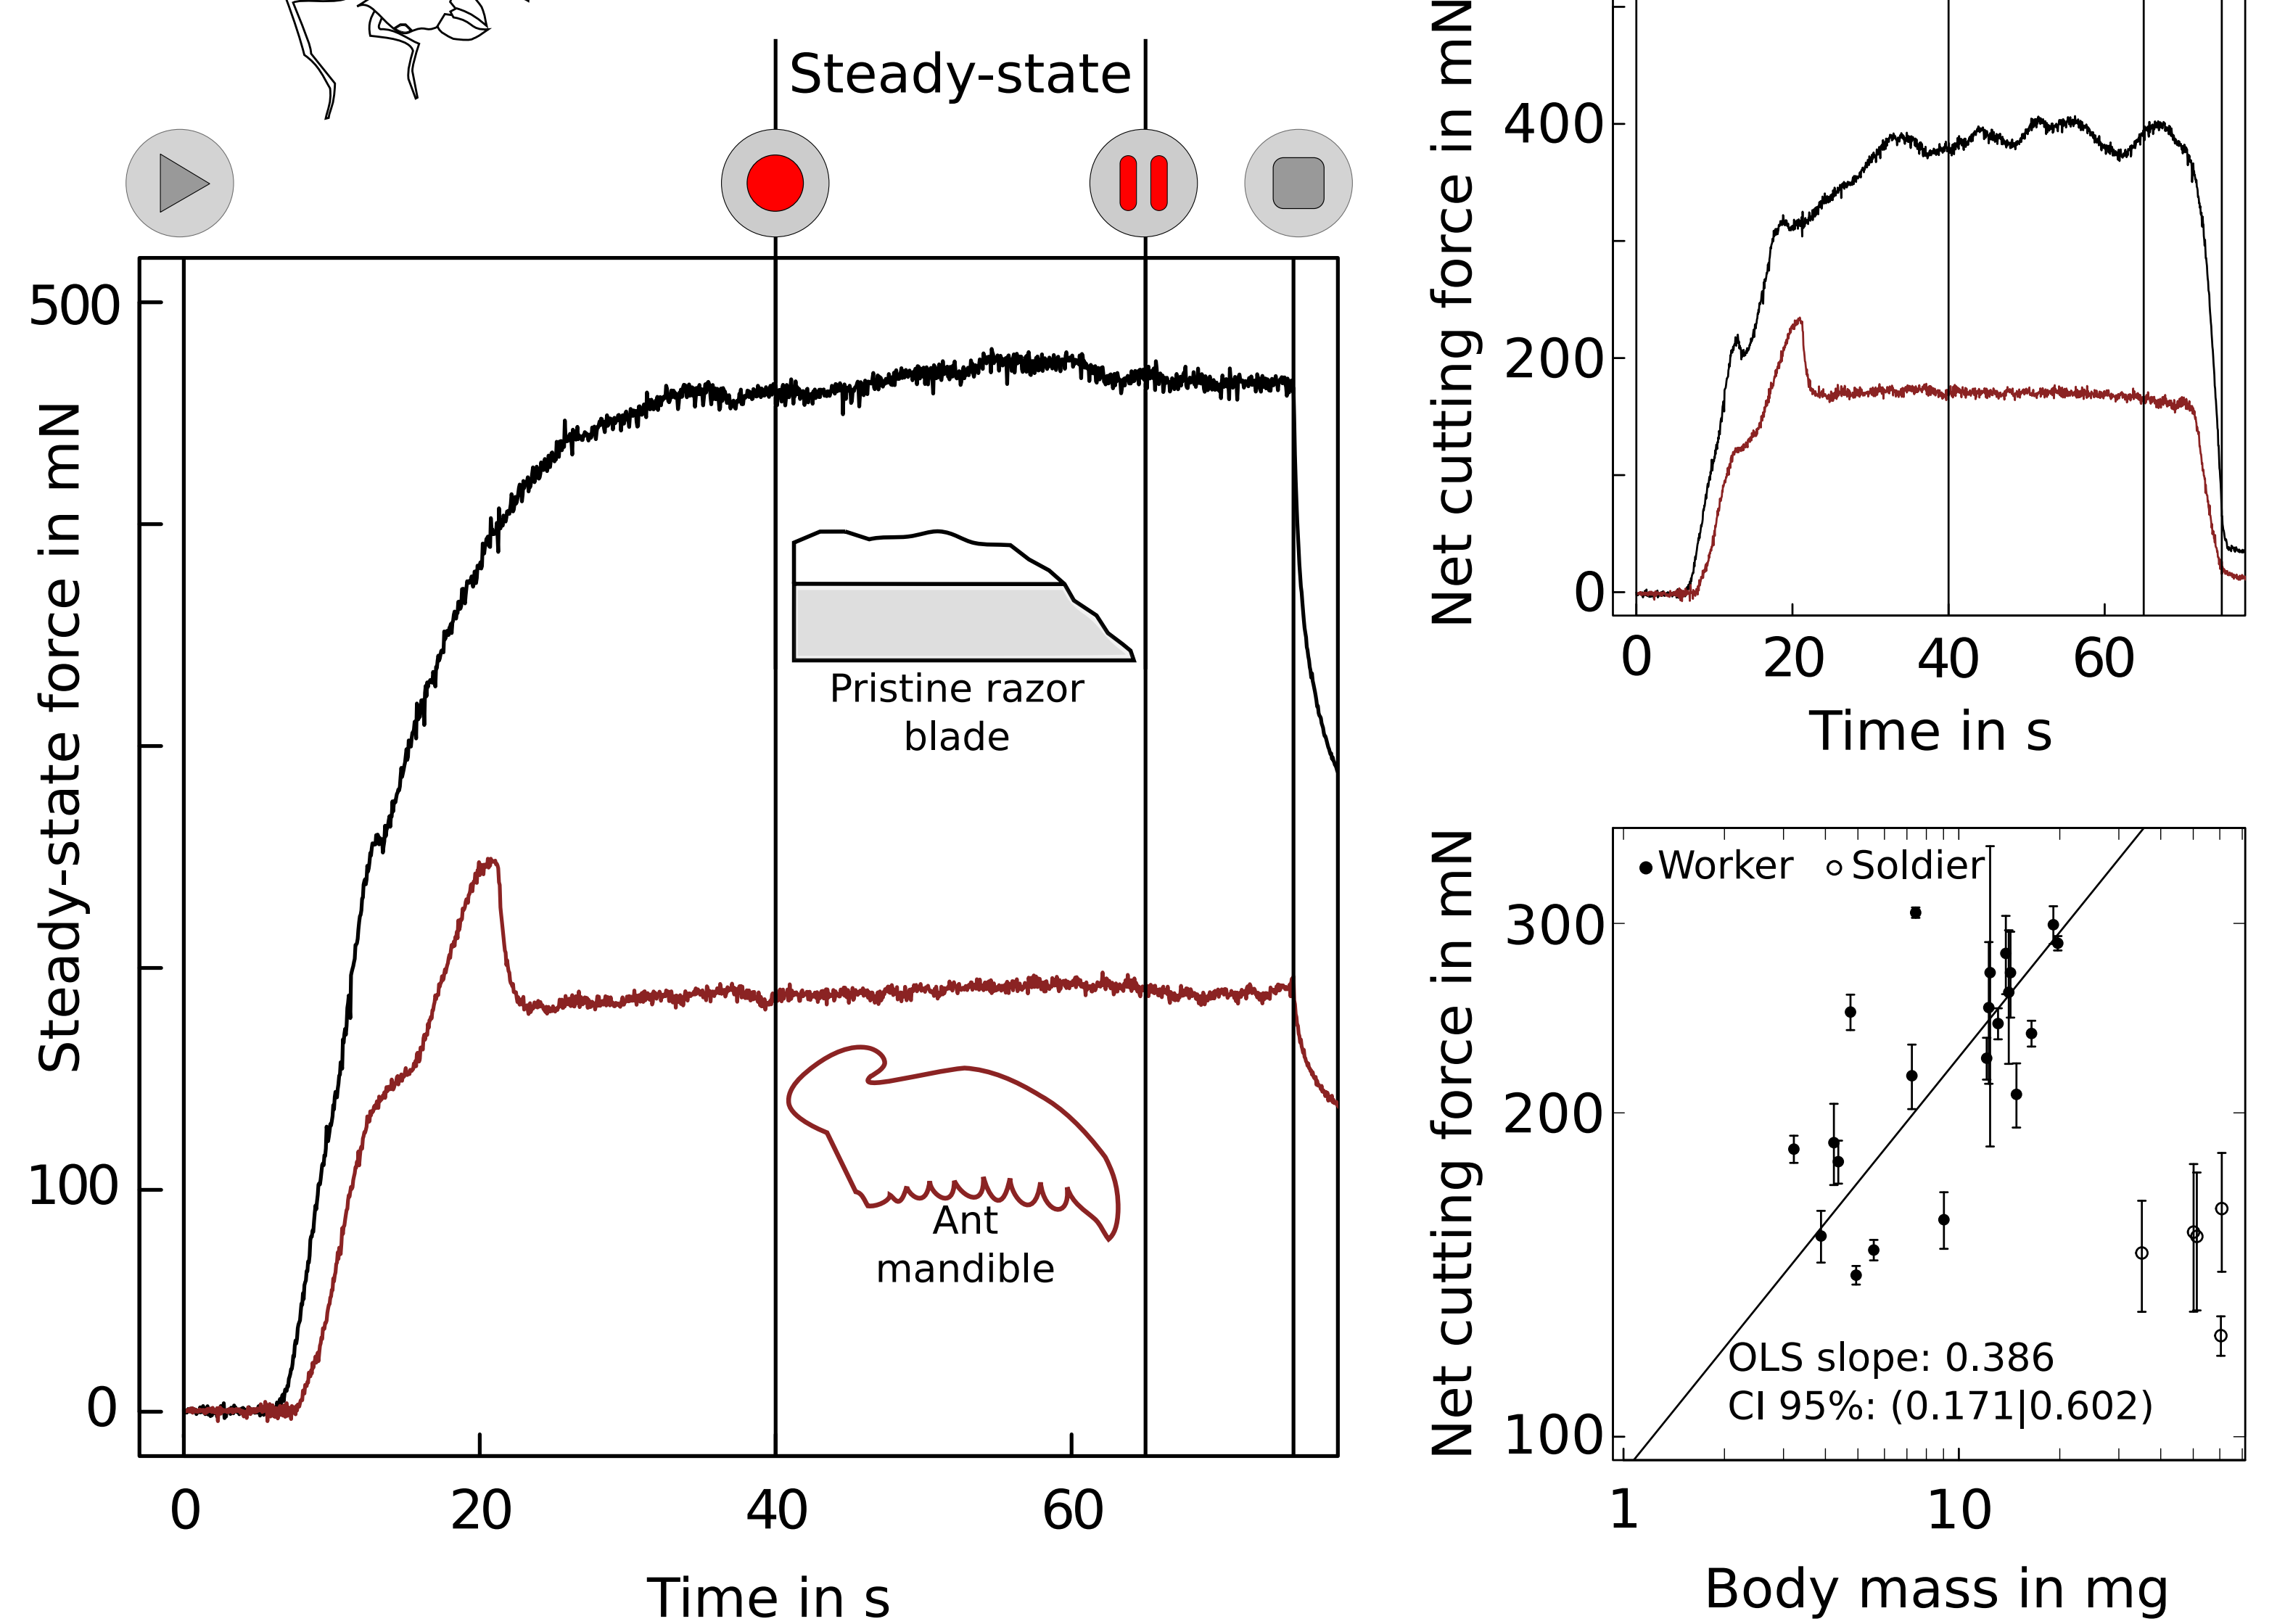 Steady-state
Steady-state force in mN
500
100
0
Pristine razor
blade
Ant
mandible
0 20 40 60
Time in s
Net cutting force in mN
400
200
0
0 20 40 60
Time in s
Net cutting force in mN
Worker Soldier
300
200
100
OLS slope: 0.386
CI 95%: (0.171|0.602)
1 10
Body mass in mg